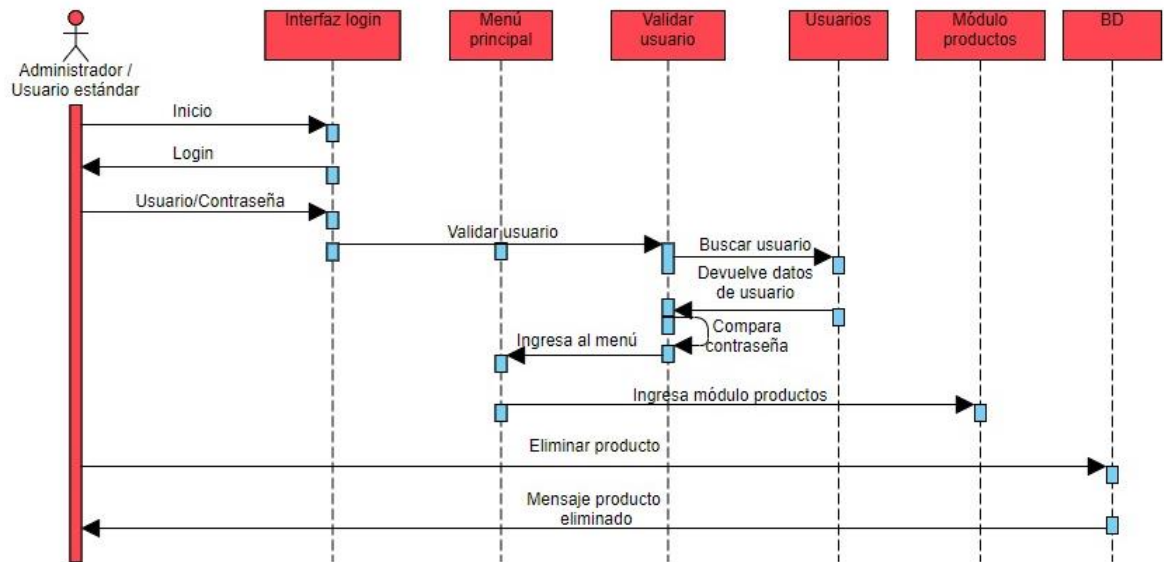 Interfaz login
Menú
principal
Validar
usuario
Usuarios
Módulo
productos
BD
Administrador /
Usuario estándar
Inicio
Login
Usuario/Contraseña
Validar usuario
Buscar usuario
Devuelve datos
de usuario
Compara
contraseña
Ingresa al menú
Ingresa módulo productos
Eliminar producto
Mensaje producto
eliminado